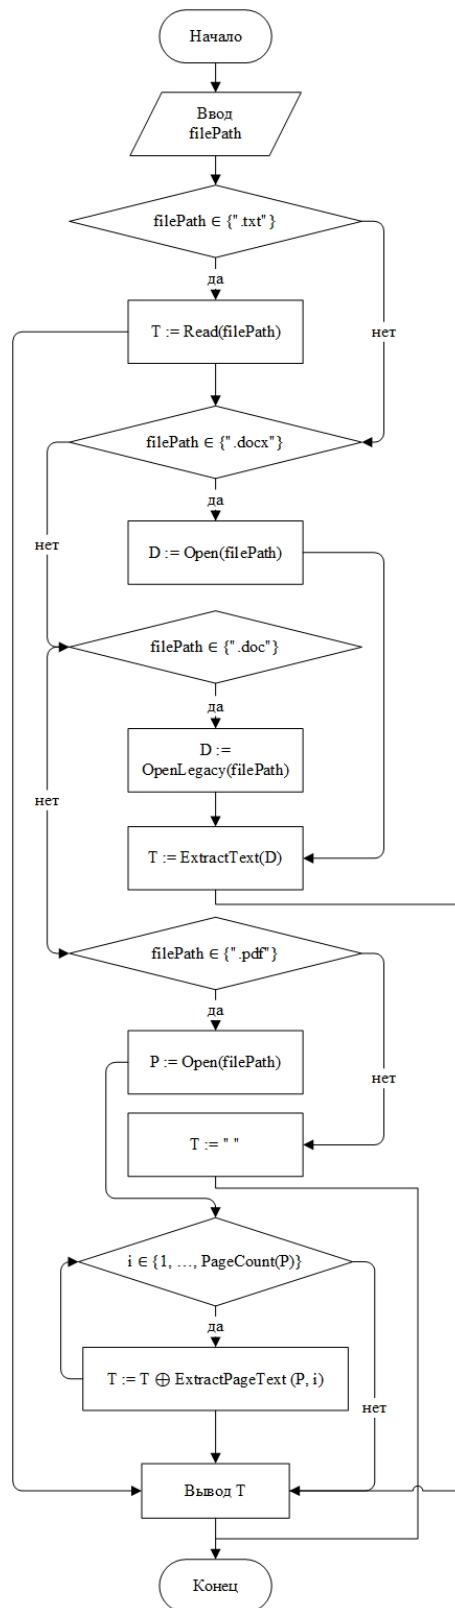 Начало
Ввод
filePath
filePath ∈ {".txt"}
да
T := Read(filePath)
нет
filePath ∈ {".docx"}
да
нет
D := Open(filePath)
filePath ∈ {".doc"}
да
D :=
OpenLegacy(filePath)
нет
T := ExtractText(D)
filePath ∈ {".pdf"}
да
P := Open(filePath)
нет
T := " "
i ∈ {1, …, PageCount(P)}
да
T := T ⊕ ExtractPageText (P, i)
нет
Вывод T
Конец